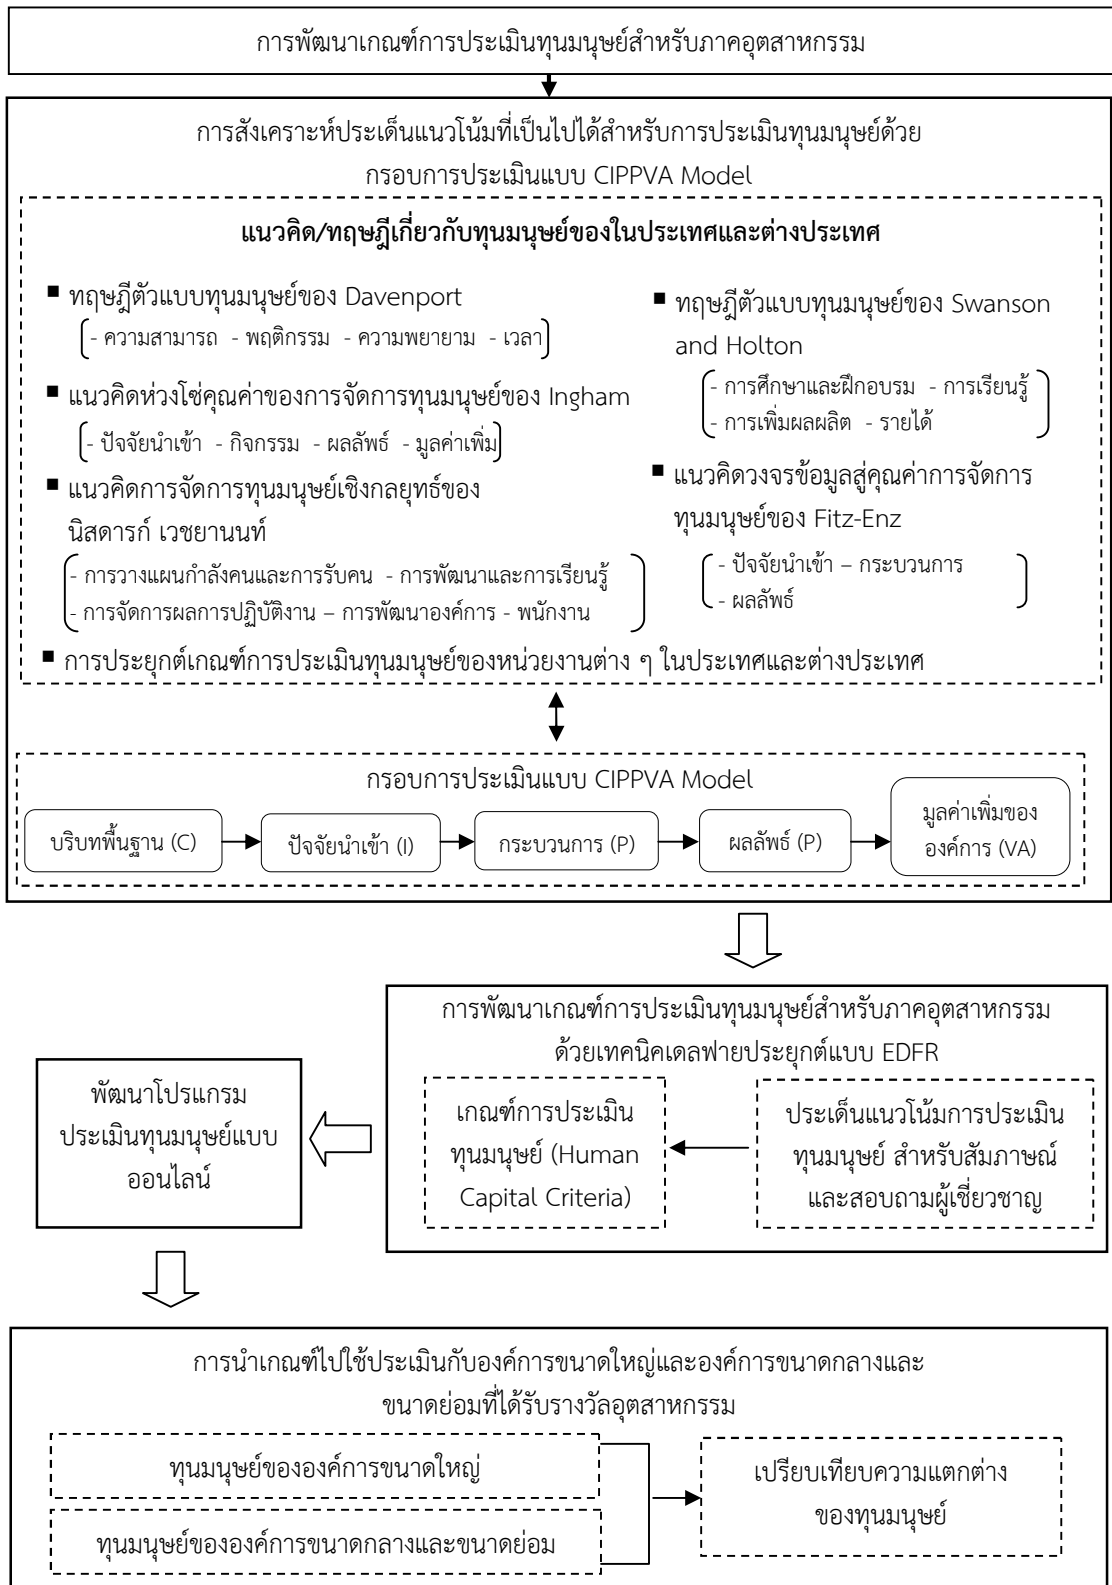 การพัฒนาเกณฑ์การประเมินทุนมนุษย์สำหรับภาคอุตสาหกรรม
การสังเคราะห์ประเด็นแนวโน้มที่เป็นไปได้สำหรับการประเมินทุนมนุษย์ด้วย
กรอบการประเมินแบบ CIPPVA Model
แนวคิด/ทฤษฎีเกี่ยวกับทุนมนุษย์ของในประเทศและต่างประเทศ
▪ ทฤษฎีตัวแบบทุนมนุษย์ของ Davenport
- ความสามารถ - พฤติกรรม - ความพยายาม - เวลา
▪ แนวคิดห่วงโซ่คุณค่าของการจัดการทุนมนุษย์ของ Ingham
- ปัจจัยนำเข้า - กิจกรรม - ผลลัพธ์ - มูลค่าเพิ่ม
▪ แนวคิดการจัดการทุนมนุษย์เชิงกลยุทธ์ของ
นิสดารก์ เวชยานนท์
- การวางแผนกำลังคนและการรับคน - การพัฒนาและการเรียนรู้
- การจัดการผลการปฏิบัติงาน – การพัฒนาองค์การ - พนักงาน
▪ ทฤษฎีตัวแบบทุนมนุษย์ของ Swanson
and Holton
- การศึกษาและฝึกอบรม - การเรียนรู้
- การเพิ่มผลผลิต - รายได้
▪ แนวคิดวงจรข้อมูลสู่คุณค่าการจัดการ
ทุนมนุษย์ของ Fitz-Enz
- ปัจจัยนำเข้า – กระบวนการ
- ผลลัพธ์
▪ การประยุกต์เกณฑ์การประเมินทุนมนุษย์ของหน่วยงานต่าง ๆ ในประเทศและต่างประเทศ
กรอบการประเมินแบบ CIPPVA Model
บริบทพื้นฐาน (C)
ปัจจัยนำเข้า (I)
กระบวนการ (P)
ผลลัพธ์ (P)
มูลค่าเพิ่มของ
องค์การ (VA)
การพัฒนาเกณฑ์การประเมินทุนมนุษย์สำหรับภาคอุตสาหกรรม
ด้วยเทคนิคเดลฟายประยุกต์แบบ EDFR
เกณฑ์การประเมิน
ทุนมนุษย์ (Human
Capital Criteria)
ประเด็นแนวโน้มการประเมิน
ทุนมนุษย์ สำหรับสัมภาษณ์
และสอบถามผู้เชี่ยวชาญ
พัฒนาโปรแกรม
ประเมินทุนมนุษย์แบบ
ออนไลน์
การนำเกณฑ์ไปใช้ประเมินกับองค์การขนาดใหญ่และองค์การขนาดกลางและ
ขนาดย่อมที่ได้รับรางวัลอุตสาหกรรม
ทุนมนุษย์ขององค์การขนาดใหญ่
ทุนมนุษย์ขององค์การขนาดกลางและขนาดย่อม
เปรียบเทียบความแตกต่าง
ของทุนมนุษย์